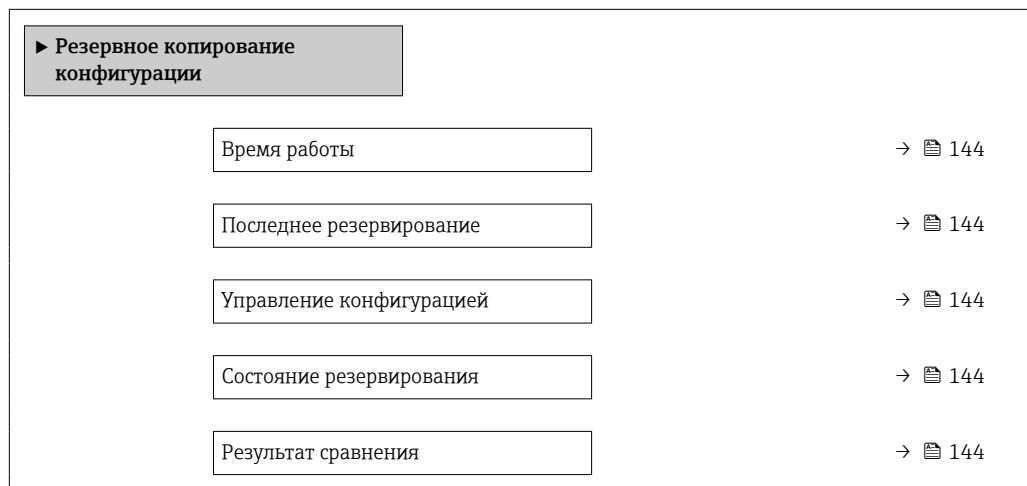 ▶ Резервное копирование
конфигурации
Время работы → 144
Последнее резервирование → 144
Управление конфигурацией → 144
Состояние резервирования → 144
Результат сравнения → 144